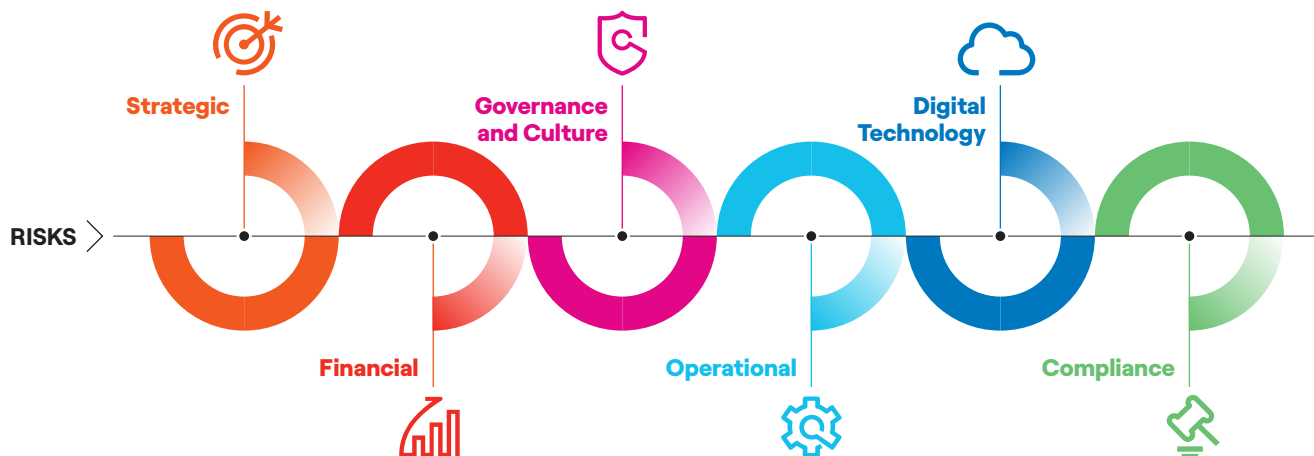 RISKS
Strategic
Financial
Governance
and Culture
Operational
Digital
Technology
Compliance